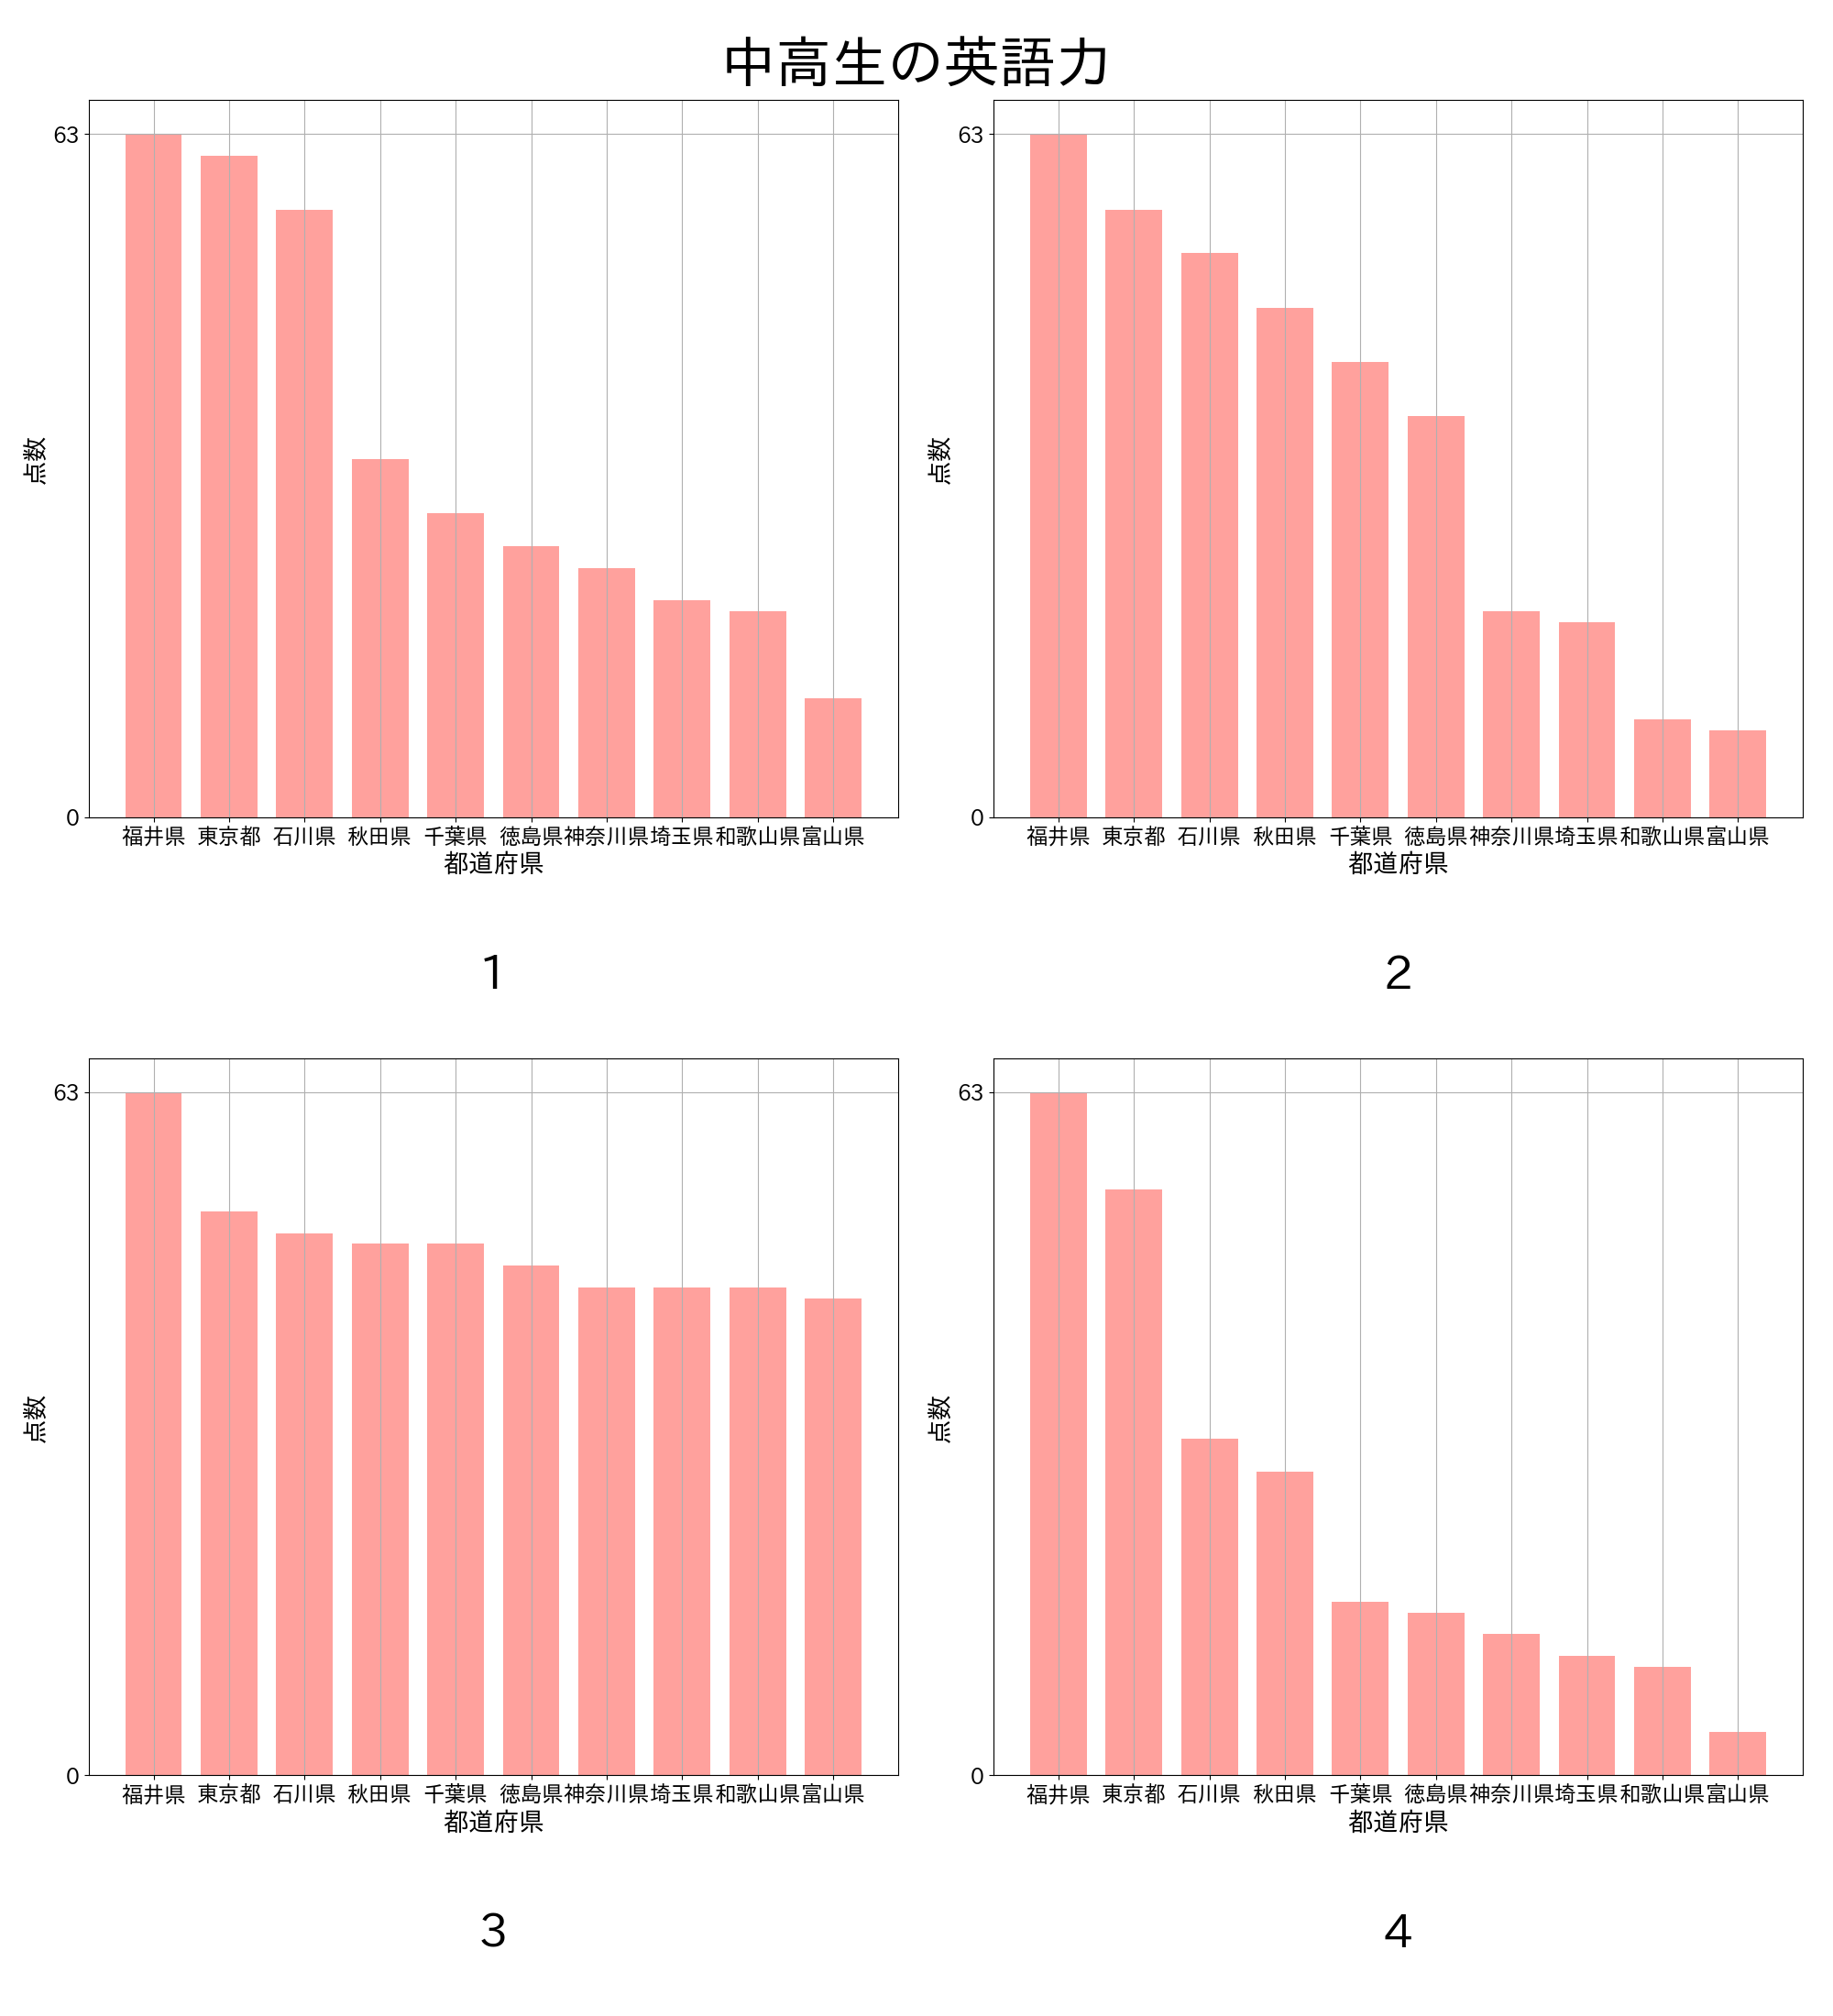 中高生の英語力
63
0
点数
福井県 東京都 石川県 秋田県 千葉県 徳島県 神奈川県 埼玉県 和歌山県 富山県
都道府県
1
63
0
点数
福井県 東京都 石川県 秋田県 千葉県 徳島県 神奈川県 埼玉県 和歌山県 富山県
都道府県
2
63
0
点数
福井県 東京都 石川県 秋田県 千葉県 徳島県 神奈川県 埼玉県 和歌山県 富山県
都道府県
3
63
0
点数
福井県 東京都 石川県 秋田県 千葉県 徳島県 神奈川県 埼玉県 和歌山県 富山県
都道府県
4